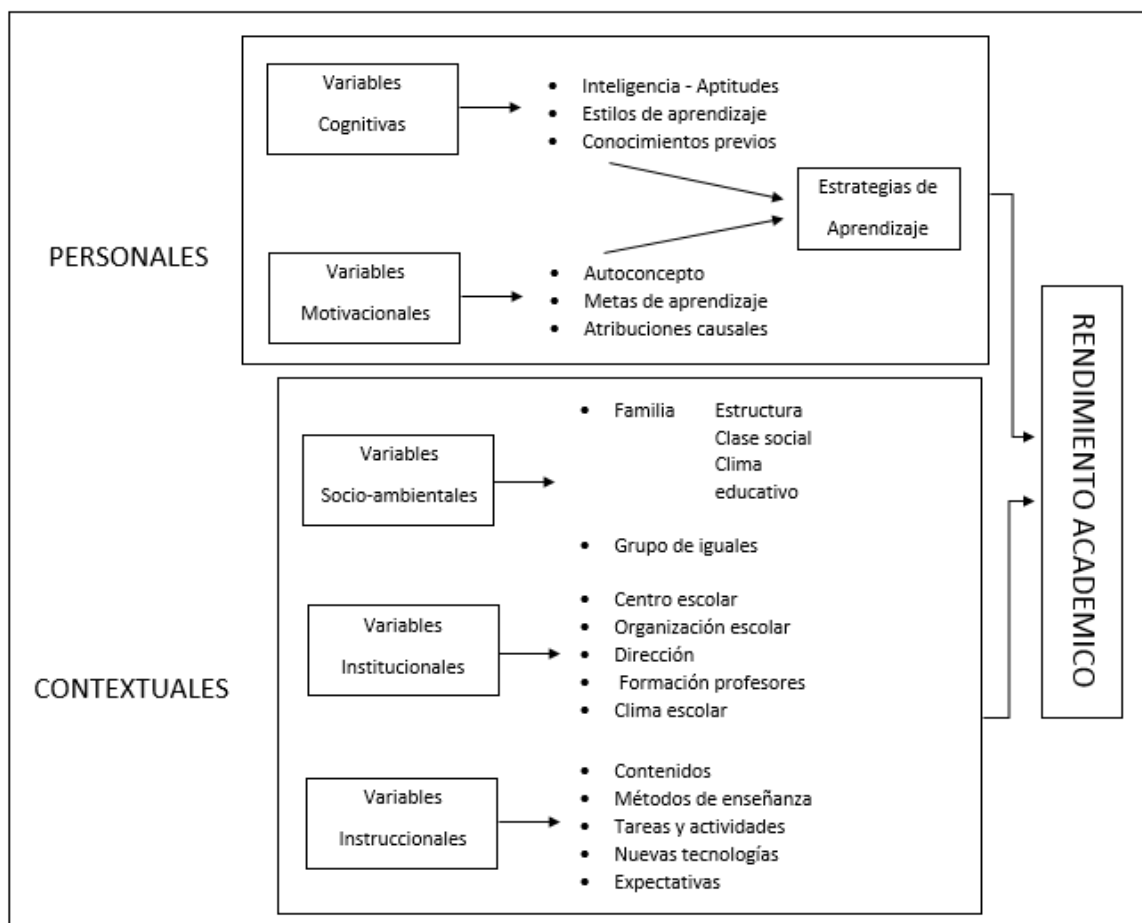 Variables
Cognitivas
• Inteligencia - Aptitudes
• Estilos de aprendizaje
• Conocimientos previos
Estrategias de
Aprendizaje
PERSONALES
Variables
Motivacionales
• Autoconcepto
• Metas de aprendizaje
• Atribuciones causales
• Familia Estructura
Clase social
Clima
educativo
Variables
Socio-ambientales
• Grupo de iguales
Variables
Institucionales
• Centro escolar
• Organización escolar
• Dirección
• Formación profesores
• Clima escolar
CONTEXTUALES
Variables
Instruccionales
• Contenidos
• Métodos de enseñanza
• Tareas y actividades
• Nuevas tecnologías
• Expectativas
RENDIMIENTO ACADEMICO